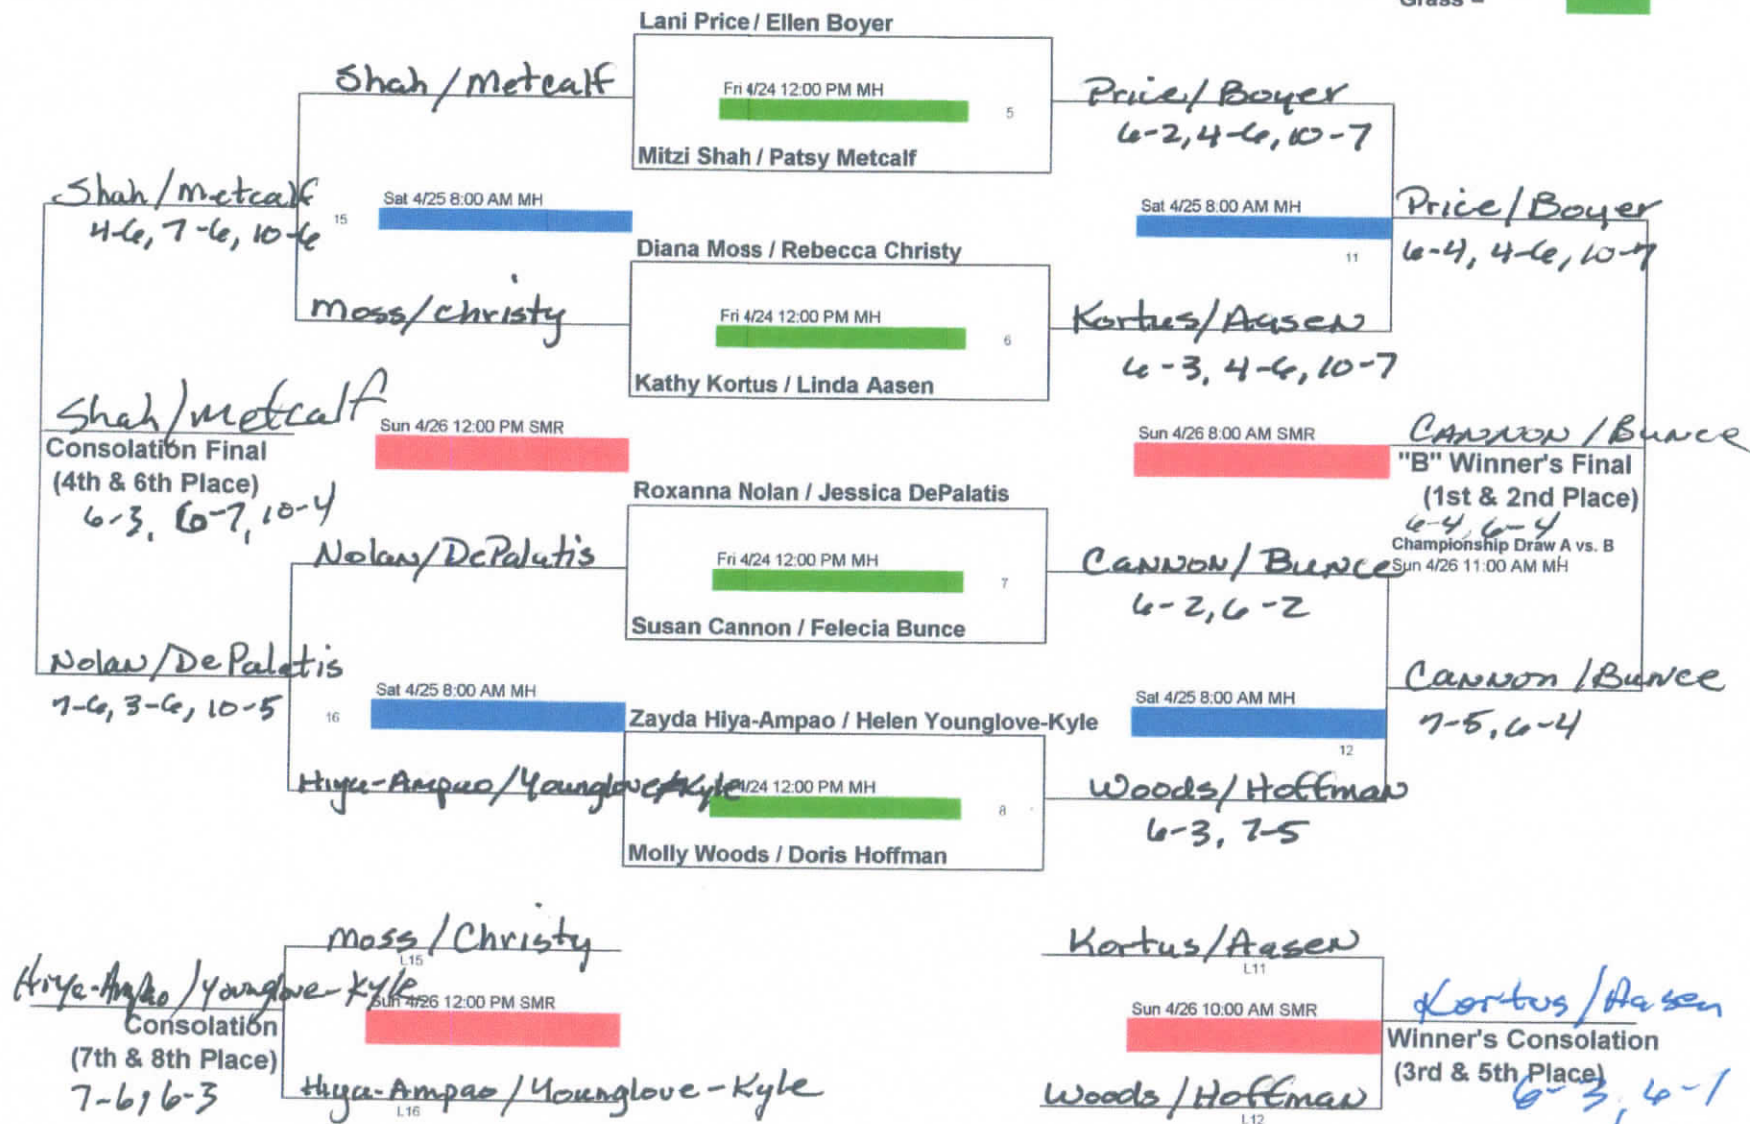 Lani Price / Ellen Boyer
Shah / Metcalf
Fri 4/24 12:00 PM MH
5
Price / Boyer
6-2, 4-6, 10-7
Mitzi Shah / Patsy Metcalf
Shah / Metcalf
4-6, 7-6, 10-6
15
Sat 4/25 8:00 AM MH
Sat 4/25 8:00 AM MH
11
Price / Boyer
6-4, 4-6, 10-7
Diana Moss / Rebecca Christy
Moss / Christy
Fri 4/24 12:00 PM MH
6
Kortus / Aasen
6-3, 4-6, 10-7
Kathy Kortus / Linda Aasen
Shah / Metcalf
Consolation Final
(4th & 6th Place)
6-3, 6-7, 10-4
Sun 4/26 12:00 PM SMR
Sun 4/26 8:00 AM SMR
CANNON / BUNCE
"B" Winner's Final
(1st & 2nd Place)
6-4, 6-4
Championship Draw A vs. B
Sun 4/26 11:00 AM MH
Roxanna Nolan / Jessica DePalatis
Nolan / DePalatis
Fri 4/24 12:00 PM MH
7
CANNON / BUNCE
6-2, 6-2
Susan Cannon / Felecia Bunce
Nolan / DePalatis
7-6, 3-6, 10-5
16
Sat 4/25 8:00 AM MH
Zayda Hiya-Ampao / Helen Younglove-Kyle
Sat 4/25 8:00 AM MH
12
Cannon / Bunce
7-5, 6-4
Hiya-Ampao / Younglove-Kyle
4/24 12:00 PM MH
8
Woods / Hoffman
6-3, 7-5
Molly Woods / Doris Hoffman
Moss / Christy
L15
Hiya-Ampao / Younglove-Kyle
Sun 4/26 12:00 PM SMR
Consolation
(7th & 8th Place)
7-6, 6-3
Hiya-Ampao / Younglove-Kyle
L16
Kortus / Aasen
L11
Sun 4/26 10:00 AM SMR
Kortus / Aasen
Winner's Consolation
(3rd & 5th Place)
6-3, 6-1
Woods / Hoffman
L12